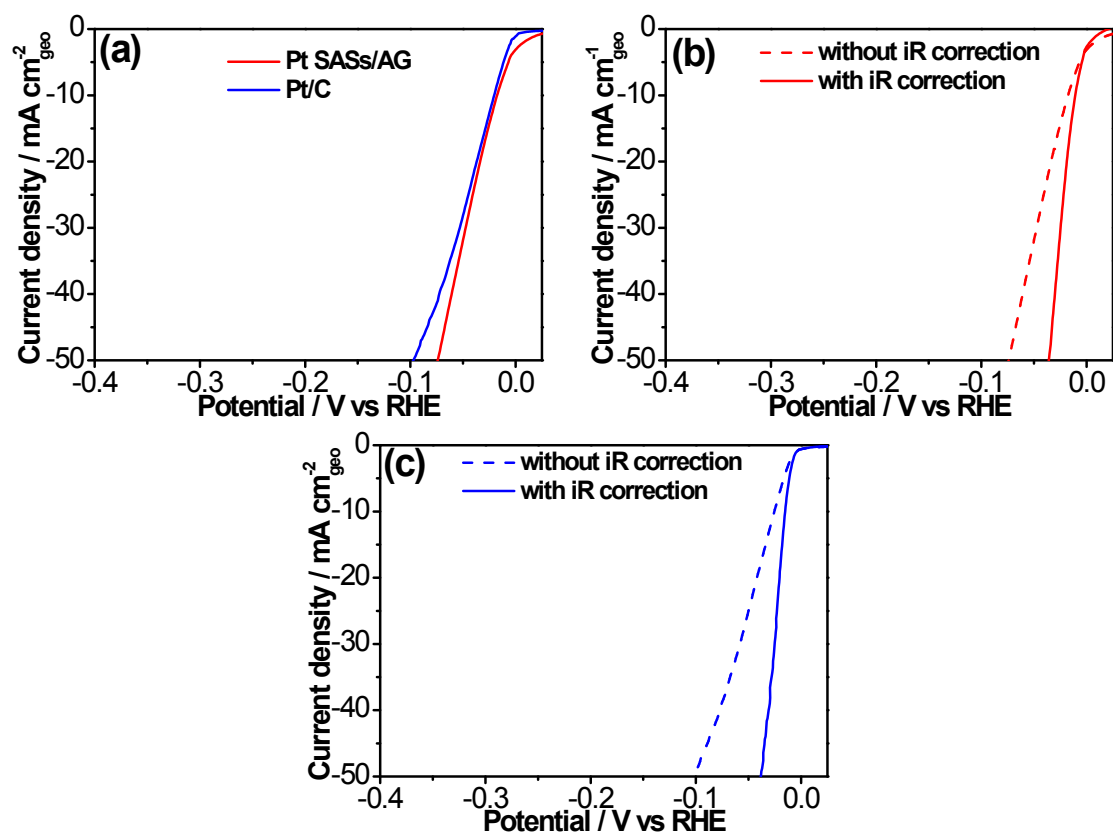 (a)
Pt SASs/AG
Pt/C
0
-10
-20
-30
-40
-50
Current density / mA cm⁻²geo
-0.4 -0.3 -0.2 -0.1 0.0
Potential / V vs RHE
(b)
without iR correction
with iR correction
0
-10
-20
-30
-40
-50
Current density / mA cm⁻¹geo
-0.4 -0.3 -0.2 -0.1 0.0
Potential / V vs RHE
(c)
without iR correction
with iR correction
0
-10
-20
-30
-40
-50
Current density / mA cm⁻²geo
-0.4 -0.3 -0.2 -0.1 0.0
Potential / V vs RHE